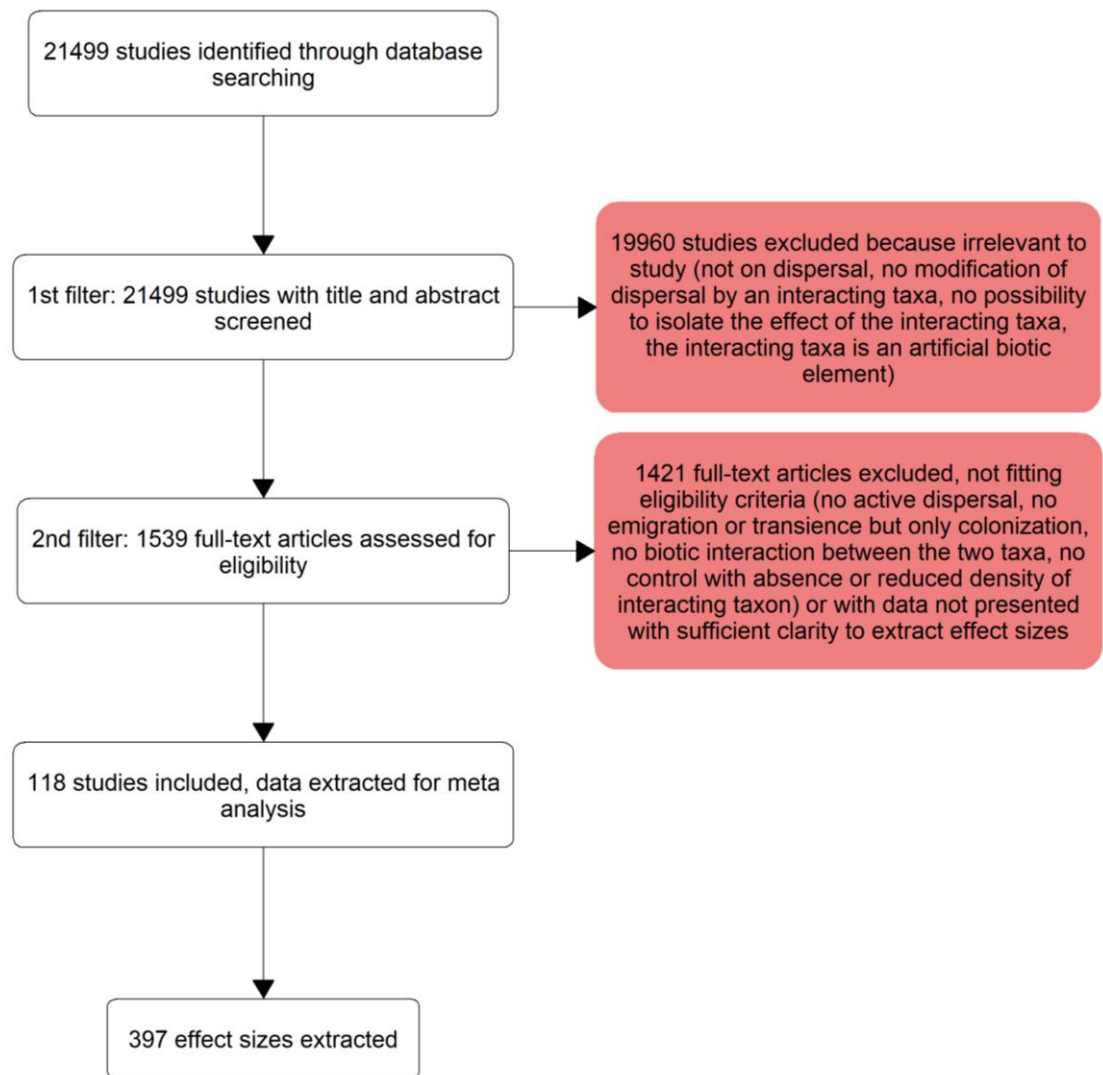 21499 studies identified through database
searching
1st filter: 21499 studies with title and abstract
screened
19960 studies excluded because irrelevant to
study (not on dispersal, no modification of
dispersal by an interacting taxa, no possibility
to isolate the effect of the interacting taxa,
the interacting taxa is an artificial biotic
element)
2nd filter: 1539 full-text articles assessed for
eligibility
1421 full-text articles excluded, not fitting
eligibility criteria (no active dispersal, no
emigration or transience but only colonization,
no biotic interaction between the two taxa, no
control with absence or reduced density of
interacting taxon) or with data not presented
with sufficient clarity to extract effect sizes
118 studies included, data extracted for meta
analysis
397 effect sizes extracted